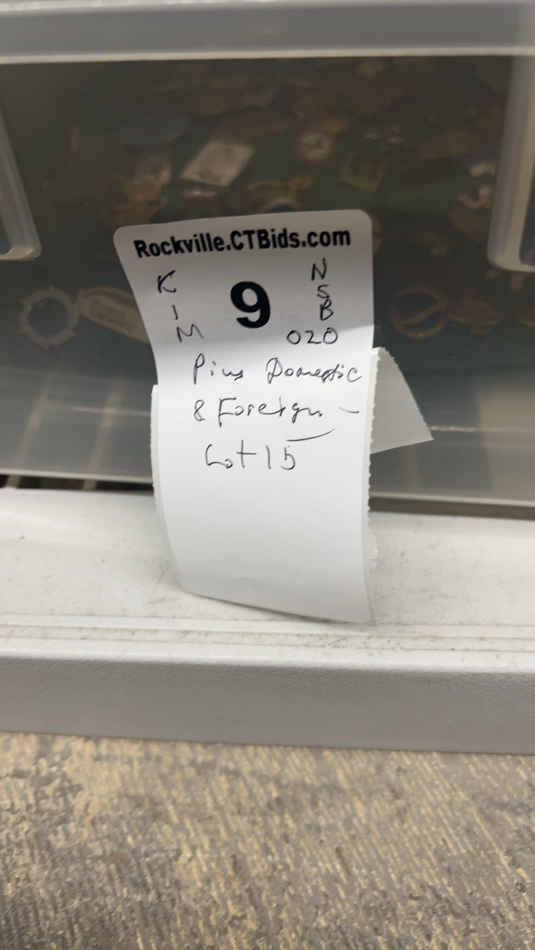 Rockville.CTBids.com
K
I
M
9
N
S
B
020
Pins Domestic
& Foreign -
Lot 15